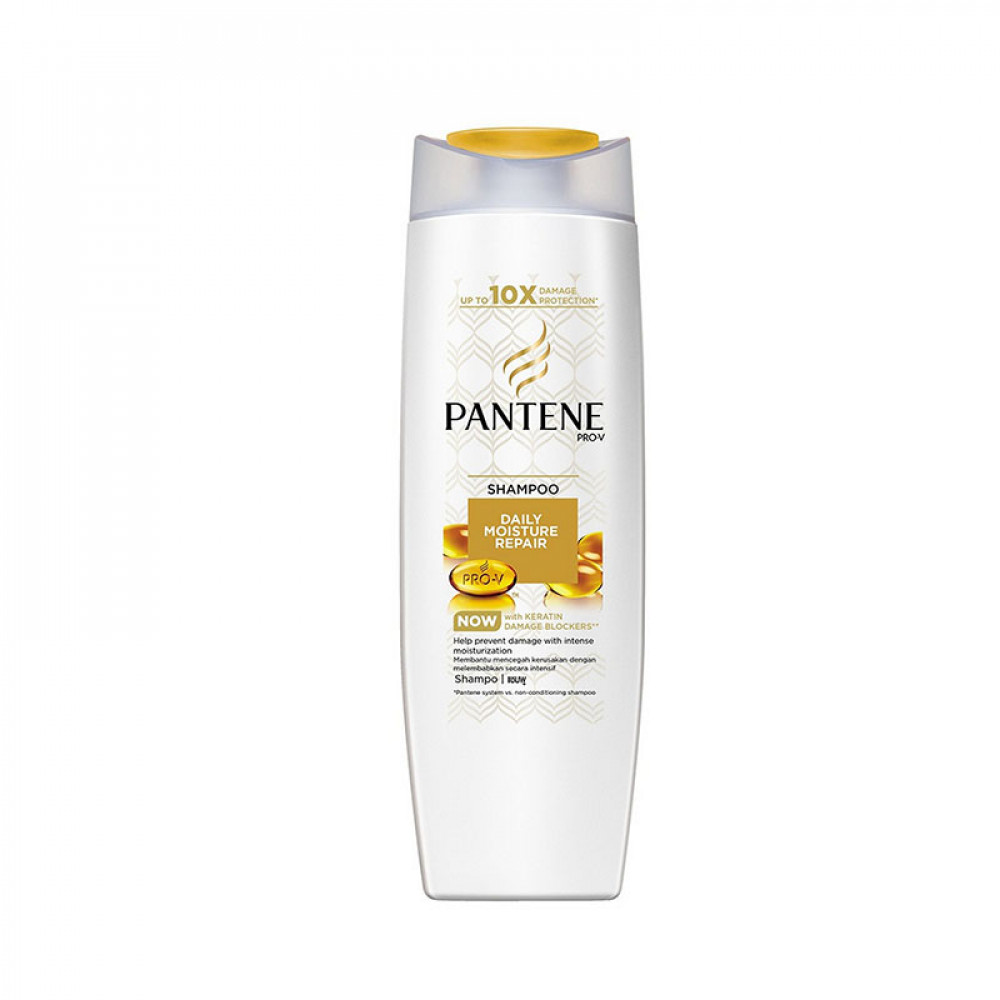 UP TO 10X DAMAGE PROTECTION*
PANTENE
PRO-V
SHAMPOO
DAILY
MOISTURE
REPAIR
PRO-V
NOW with KERATIN
DAMAGE BLOCKERS**
Help prevent damage with intense
moisturization
Membantu mencegah kerusakan dengan
melembabkan secara intensif
Shampo | แชมพู
*Pantene system vs. non-conditioning shampoo